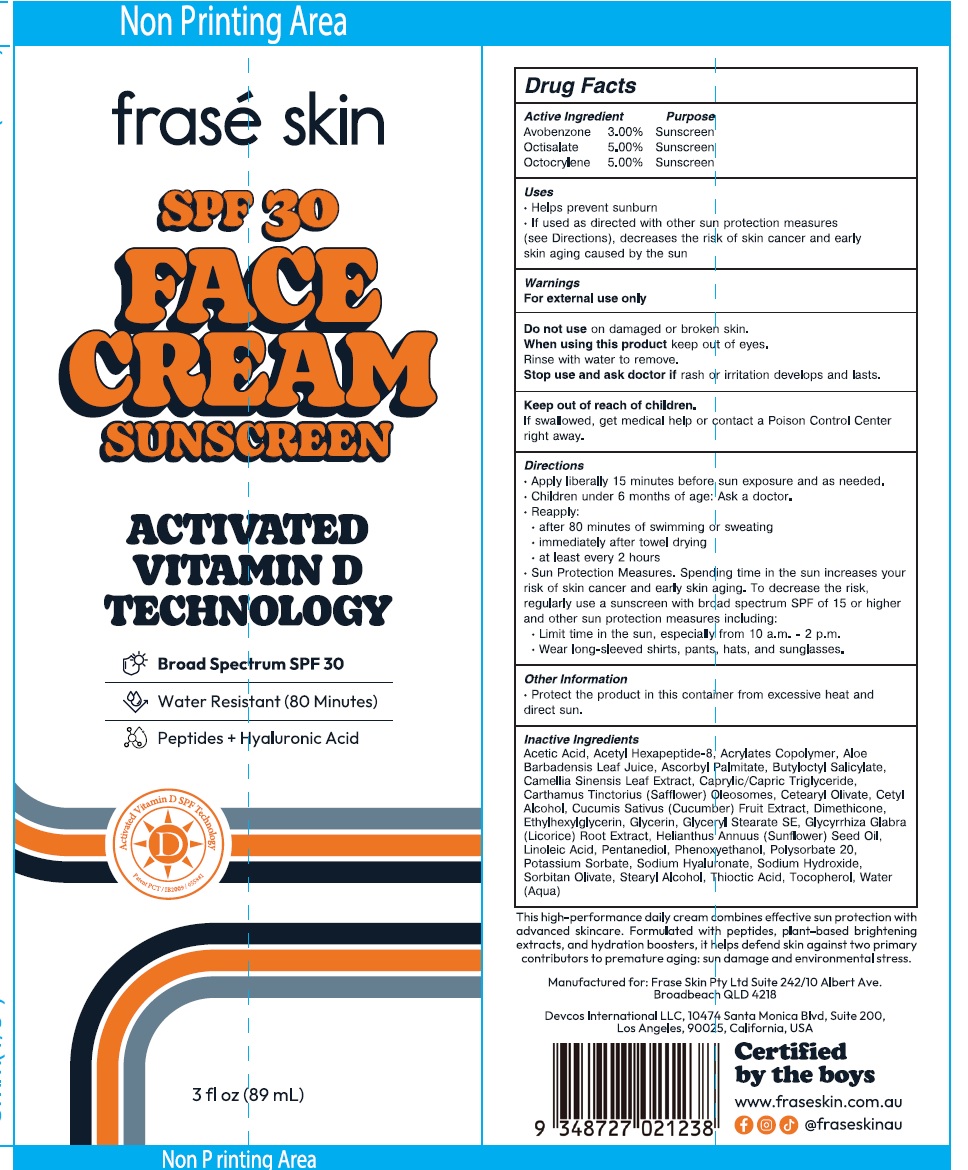 Non Printing Area
frasé skin
SPF 30
FACE
CREAM
SUNSCREEN
ACTIVATED
VITAMIN D
TECHNOLOGY
Broad Spectrum SPF 30
Water Resistant (80 Minutes)
Peptides + Hyaluronic Acid
Activated Vitamin D SPF Technology
D
3 fl oz (89 mL)
Drug Facts
Active Ingredient Purpose
Avobenzone 3.00% Sunscreen
Octisalate 5.00% Sunscreen
Octocrylene 5.00% Sunscreen
Uses
· Helps prevent sunburn
· If used as directed with other sun protection measures
(see Directions), decreases the risk of skin cancer and early
skin aging caused by the sun
Warnings
For external use only
Do not use on damaged or broken skin.
When using this product keep out of eyes.
Rinse with water to remove.
Stop use and ask doctor if rash or irritation develops and lasts.
Keep out of reach of children.
If swallowed, get medical help or contact a Poison Control Center
right away.
Directions
· Apply liberally 15 minutes before sun exposure and as needed.
· Children under 6 months of age: Ask a doctor.
· Reapply:
· after 80 minutes of swimming or sweating
· immediately after towel drying
· at least every 2 hours
· Sun Protection Measures. Spending time in the sun increases your
risk of skin cancer and early skin aging. To decrease the risk,
regularly use a sunscreen with broad spectrum SPF of 15 or higher
and other sun protection measures including:
· Limit time in the sun, especially from 10 a.m. - 2 p.m.
· Wear long-sleeved shirts, pants, hats, and sunglasses.
Other Information
· Protect the product in this container from excessive heat and
direct sun.
Inactive Ingredients
Acetic Acid, Acetyl Hexapeptide-8, Acrylates Copolymer, Aloe
Barbadensis Leaf Juice, Ascorbyl Palmitate, Butyloctyl Salicylate,
Camellia Sinensis Leaf Extract, Caprylic/Capric Triglyceride,
Carthamus Tinctorius (Safflower) Oleosomes, Cetearyl Olivate, Cetyl
Alcohol, Cucumis Sativus (Cucumber) Fruit Extract, Dimethicone,
Ethylhexylglycerin, Glycerin, Glyceryl Stearate SE, Glycyrrhiza Glabra
(Licorice) Root Extract, Helianthus Annuus (Sunflower) Seed Oil,
Linoleic Acid, Pentanediol, Phenoxyethanol, Polysorbate 20,
Potassium Sorbate, Sodium Hyaluronate, Sodium Hydroxide,
Sorbitan Olivate, Stearyl Alcohol, Thioctic Acid, Tocopherol, Water
(Aqua)
This high-performance daily cream combines effective sun protection with
advanced skincare. Formulated with peptides, plant-based brightening
extracts, and hydration boosters, it helps defend skin against two primary
contributors to premature aging: sun damage and environmental stress.
Manufactured for: Frase Skin Pty Ltd Suite 242/10 Albert Ave.
Broadbeach QLD 4218
Devcos International LLC, 10474 Santa Monica Blvd, Suite 200,
Los Angeles, 90025, California, USA
9 348727 021238
Certified
by the boys
www.fraseskin.com.au
@fraseskinau
Non Printing Area